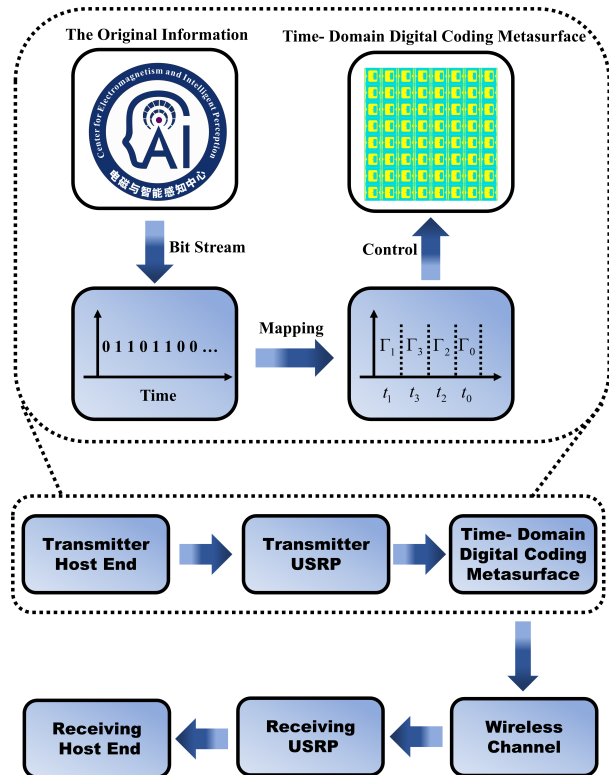 The Original Information
Time- Domain Digital Coding Metasurface
Center for Electromagnetism and Intelligent Perception
AI
电磁与智能感知中心
Bit Stream
Control
0 1 1 0 1 1 0 0 ...
Time
Mapping
Γ₁ Γ₃ Γ₂ Γ₀
t₁ t₃ t₂ t₀
Transmitter
Host End
Transmitter
USRP
Time- Domain
Digital Coding
Metasurface
Receiving
Host End
Receiving
USRP
Wireless
Channel